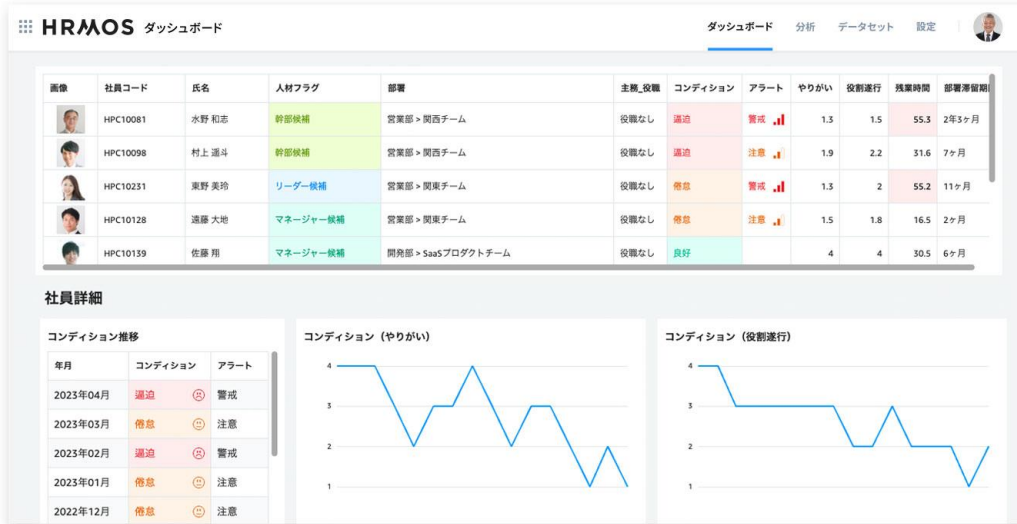 HRMOS ダッシュボード
ダッシュボード 分析 データセット 設定
画像 社員コード 氏名 人材フラグ 部署 主務_役職 コンディション アラート やりがい 役割遂行 残業時間 部署滞留期
HPC10081 水野 和志 幹部候補 営業部 > 関西チーム 役職なし 逼迫 警戒 1.3 1.5 55.3 2年3ヶ月
HPC10098 村上 遥斗 幹部候補 営業部 > 関西チーム 役職なし 逼迫 注意 1.9 2.2 31.6 7ヶ月
HPC10231 東野 美玲 リーダー候補 営業部 > 関東チーム 役職なし 倦怠 警戒 1.3 2 55.2 11ヶ月
HPC10128 遠藤 大地 マネージャー候補 営業部 > 関東チーム 役職なし 倦怠 注意 1.5 1.8 16.5 2ヶ月
HPC10139 佐藤 翔 マネージャー候補 開発部 > SaaSプロダクトチーム 役職なし 良好 4 4 30.5 6ヶ月
社員詳細
コンディション推移
年月 コンディション アラート
2023年04月 逼迫 警戒
2023年03月 倦怠 注意
2023年02月 逼迫 警戒
2023年01月 倦怠 注意
2022年12月 倦怠 注意
コンディション（やりがい）
4
3
2
1
コンディション（役割遂行）
4
3
2
1